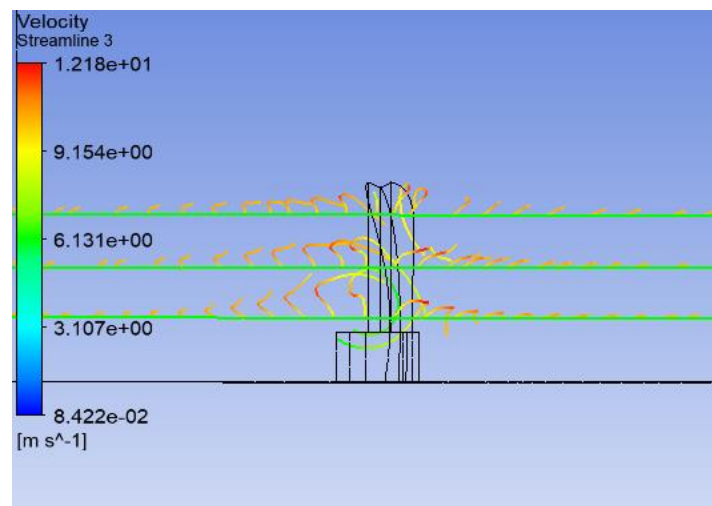 Velocity
Streamline 3
1.218e+01
9.154e+00
6.131e+00
3.107e+00
8.422e-02
[m s^-1]